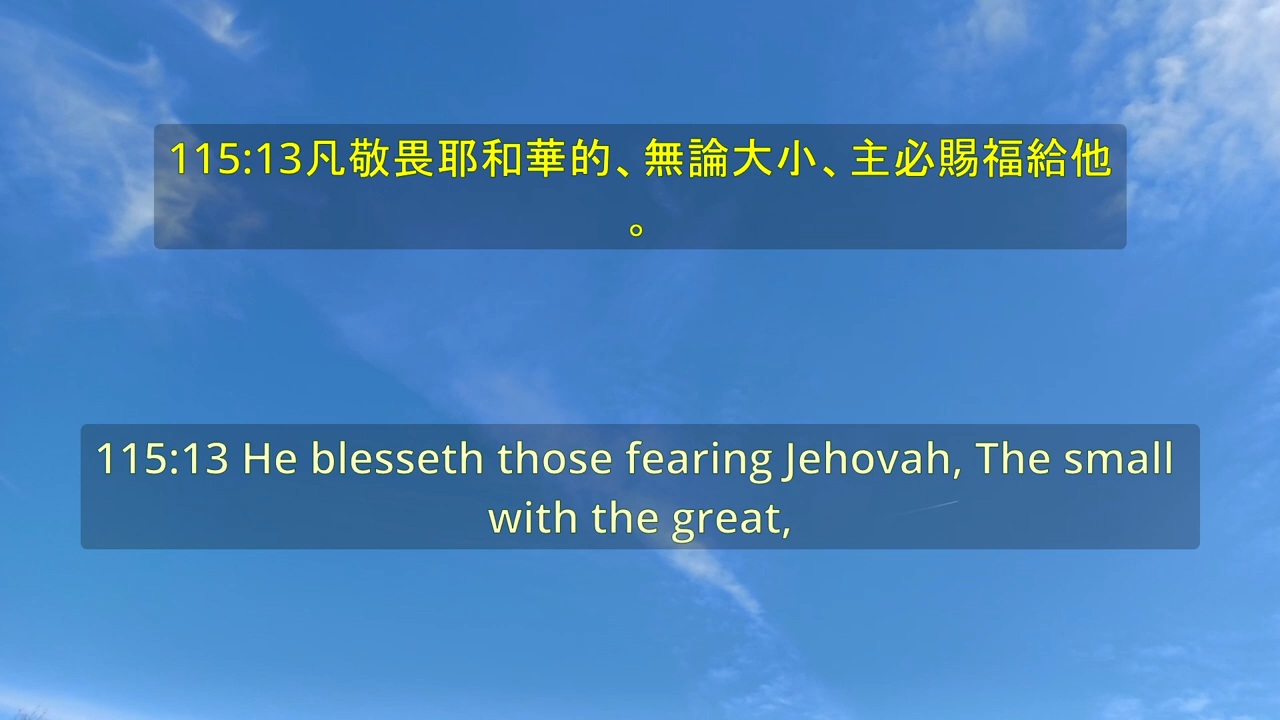 115:13凡敬畏耶和華的、無論大小、主必賜福給他
。
115:13 He blesseth those fearing Jehovah, The small
with the great,